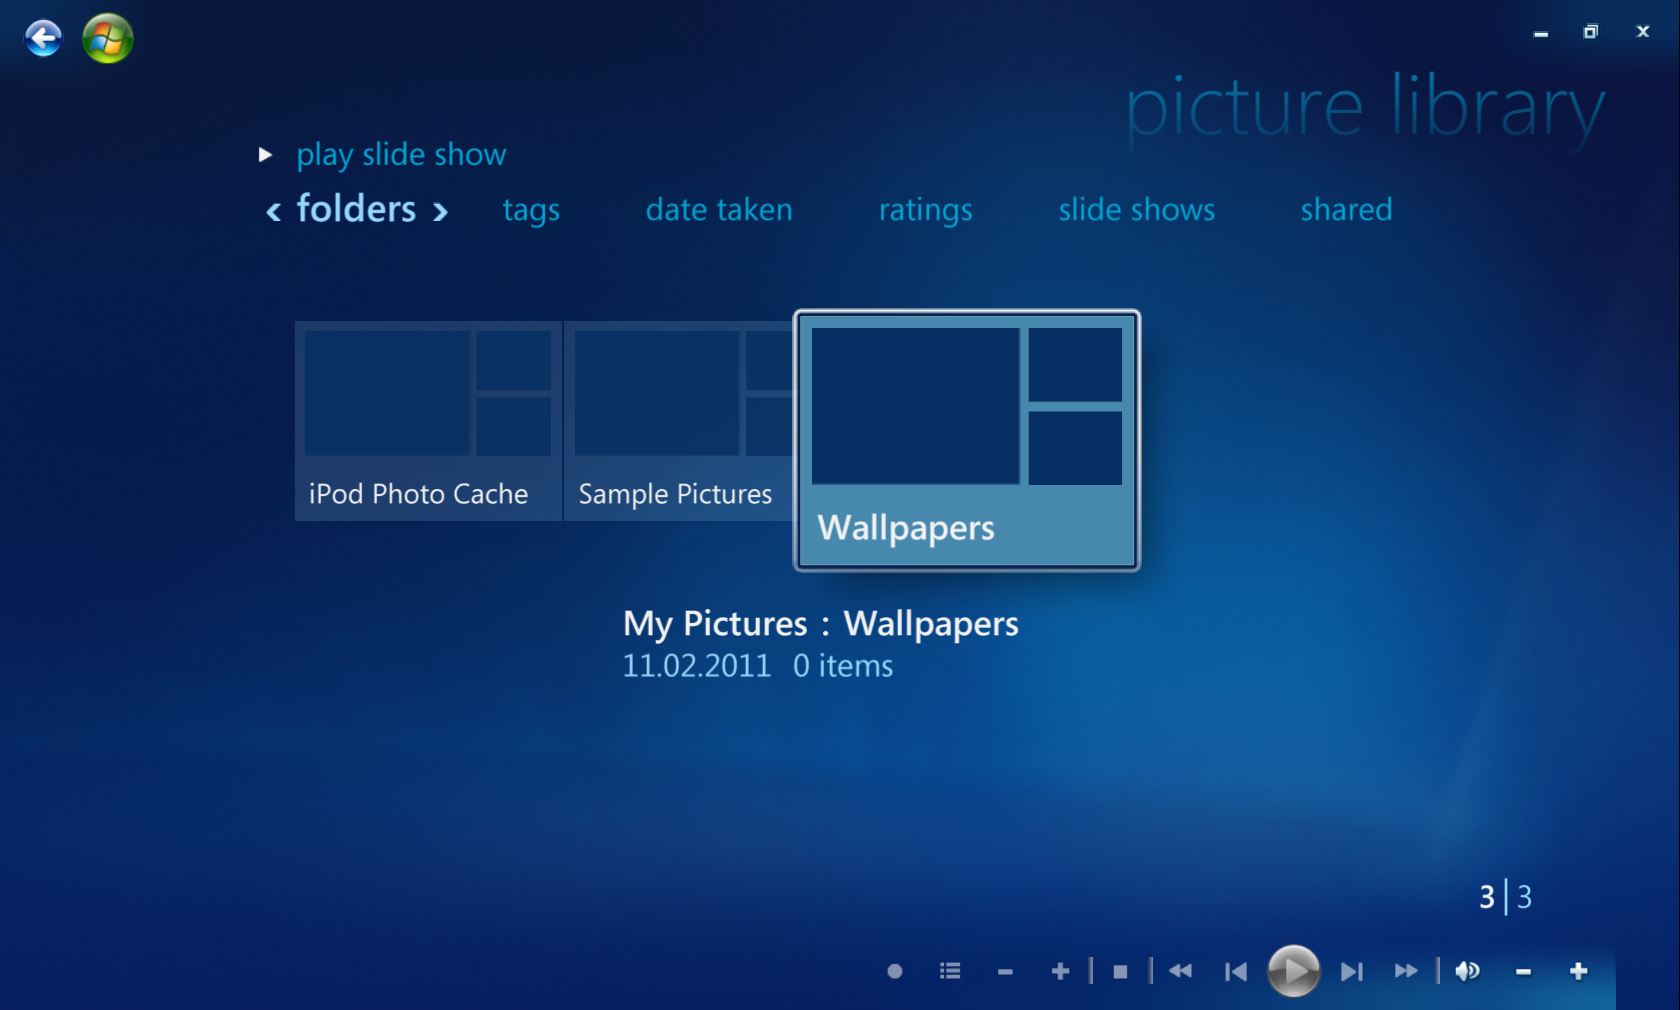 picture library
play slide show
folders tags date taken ratings slide shows shared
iPod Photo Cache Sample Pictures Wallpapers
My Pictures : Wallpapers
11.02.2011 0 items
3 | 3